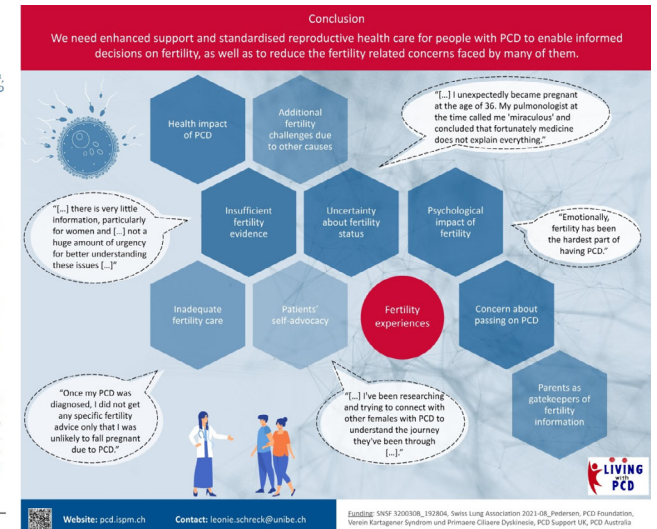 Conclusion
We need enhanced support and standardised reproductive health care for people with PCD to enable informed
decisions on fertility, as well as to reduce the fertility related concerns faced by many of them.
Health impact
of PCD
Additional
fertility
challenges due
to other causes
"[...] I unexpectedly became pregnant
at the age of 36. My pulmonologist at
the time called me 'miraculous' and
concluded that fortunately medicine
does not explain everything."
"[...] there is very little
information, particularly
for women and [...] not a
huge amount of urgency
for better understanding
these issues [...]"
Insufficient
fertility
evidence
Uncertainty
about fertility
status
Psychological
impact of
fertility
"Emotionally,
fertility has been
the hardest part of
having PCD."
Inadequate
fertility care
Patients'
self-advocacy
Fertility
experiences
Concern about
passing on PCD
Parents as
gatekeepers of
fertility
information
"Once my PCD was
diagnosed, I did not get
any specific fertility
advice only that I was
unlikely to fall pregnant
due to PCD."
"[...] I've been researching
and trying to connect with
other females with PCD to
understand the journey
they've been through
[...]."
LIVING
with
PCD
Website: pcd.ispm.ch
Contact: leonie.schreck@unibe.ch
Funding: SNSF 320030B_192804, Swiss Lung Association 2021-08_Pedersen, PCD Foundation,
Verein Kartagener Syndrom und Primaere Ciliaere Dyskinesie, PCD Support UK, PCD Australia